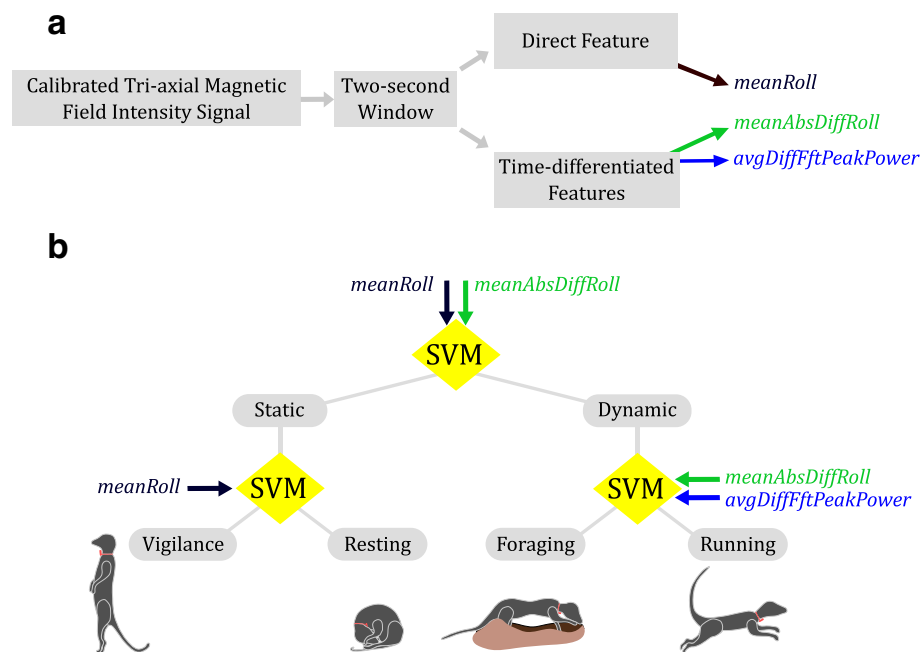 a
Calibrated Tri-axial Magnetic
Field Intensity Signal
Two-second
Window
Direct Feature
meanRoll
meanAbsDiffRoll
avgDiffFftPeakPower
Time-differentiated
Features
b
meanRoll
meanAbsDiffRoll
SVM
Static
Dynamic
meanRoll
SVM
SVM
meanAbsDiffRoll
avgDiffFftPeakPower
Vigilance
Resting
Foraging
Running